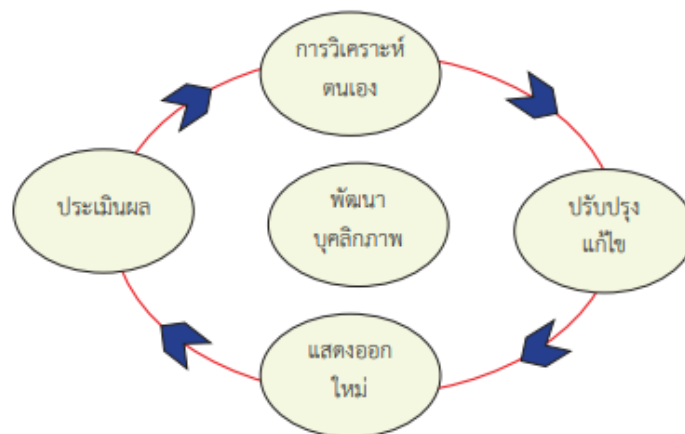 การวิเคราะห์
ตนเอง
ประเมินผล
พัฒนา
บุคลิกภาพ
ปรับปรุง
แก้ไข
แสดงออก
ใหม่